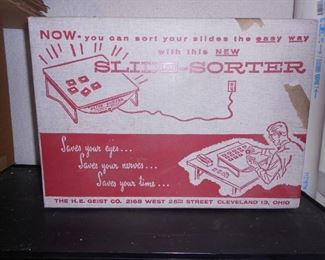 NOW- you can sort your slides the easy way
with this NEW
SLIDE-SORTER
Saves your eyes...
Saves your nerves...
Saves your time...
THE H.E. GEIST CO. 2168 WEST 25TH STREET CLEVELAND 13, OHIO